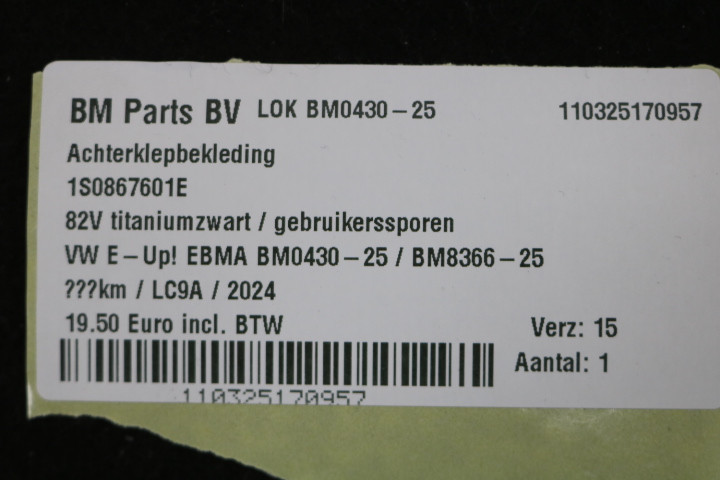 BM Parts BV LOK BM0430-25 110325170957
Achterklepbekleding
1S0867601E
82V titaniumzwart / gebruikerssporen
VW E-Up! EBMA BM0430-25 / BM8366-25
???km / LC9A / 2024
19.50 Euro incl. BTW Verz: 15
Aantal: 1
110325170957